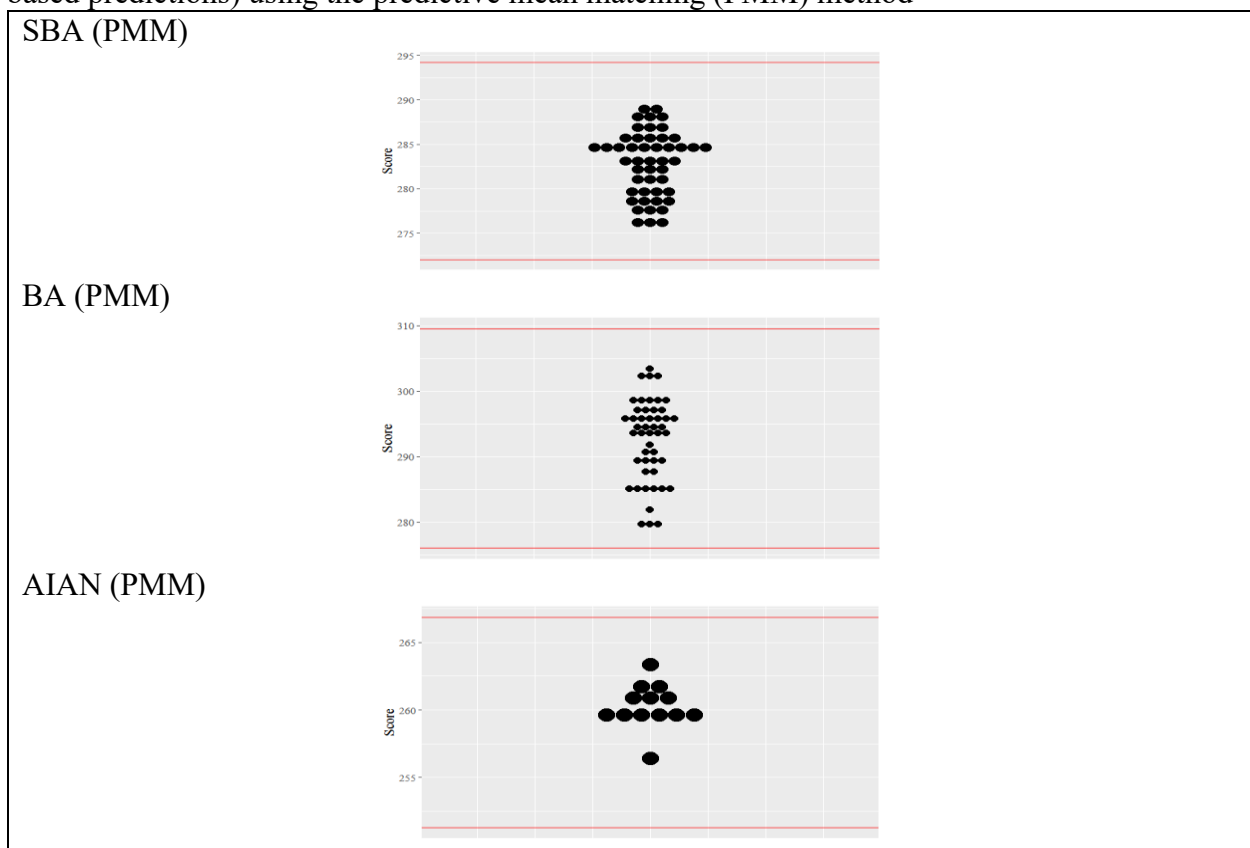 based predictions) using the predictive mean matching (PMM) method
SBA (PMM)
295
290
285
280
275
Score
BA (PMM)
310
300
290
280
Score
AIAN (PMM)
265
260
255
Score